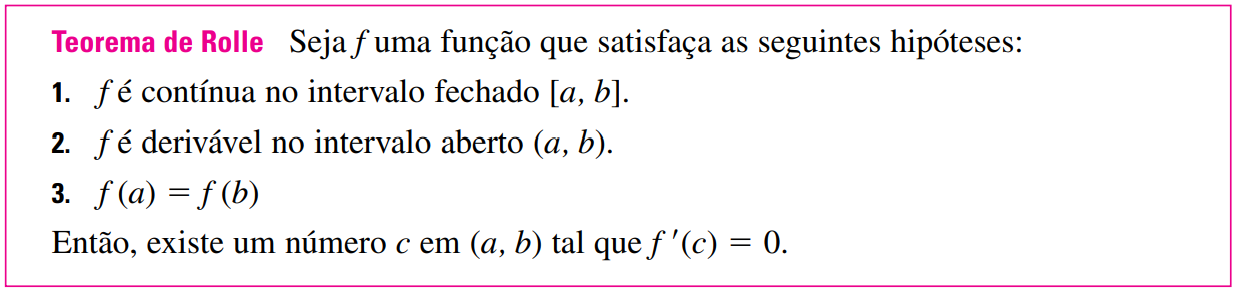 Teorema de Rolle Seja f uma função que satisfaça as seguintes hipóteses:
1. f é contínua no intervalo fechado [a, b].
2. f é derivável no intervalo aberto (a, b).
3. f (a) = f (b)
Então, existe um número c em (a, b) tal que f ′(c) = 0.